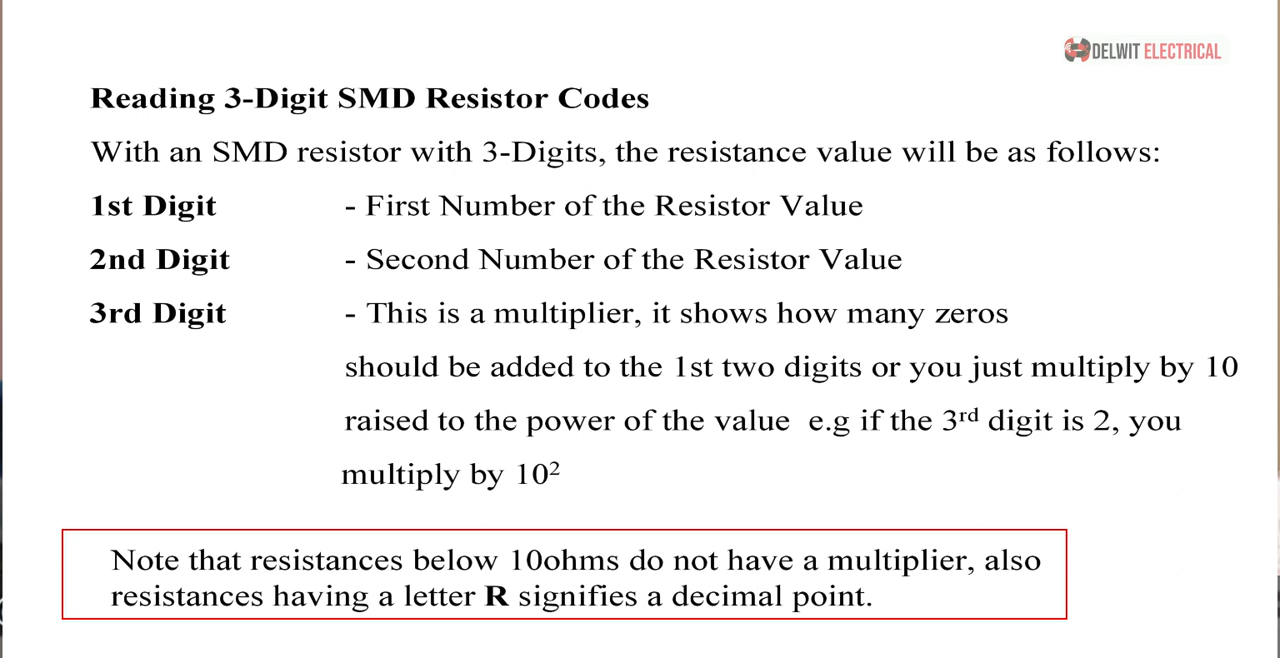 DELWIT ELECTRICAL
Reading 3-Digit SMD Resistor Codes
With an SMD resistor with 3-Digits, the resistance value will be as follows:
1st Digit - First Number of the Resistor Value
2nd Digit - Second Number of the Resistor Value
3rd Digit - This is a multiplier, it shows how many zeros
should be added to the 1st two digits or you just multiply by 10
raised to the power of the value e.g if the 3rd digit is 2, you
multiply by 10²
Note that resistances below 10ohms do not have a multiplier, also
resistances having a letter R signifies a decimal point.